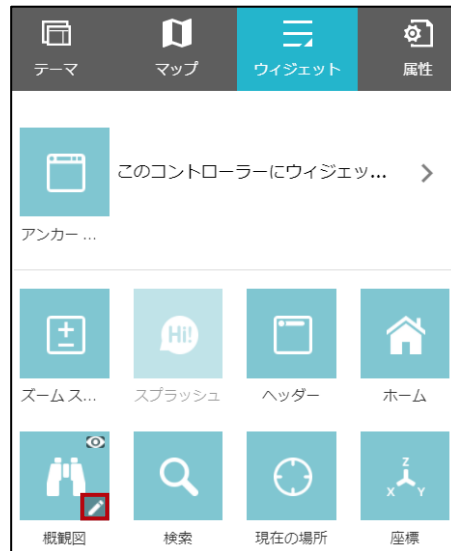 テーマ マップ ウィジェット 属性
このコントローラーにウィジェッ...
アンカー ...
Hi!
ズームス... スプラッシュ ヘッダー ホーム
Z
X Y
概観図 検索 現在の場所 座標